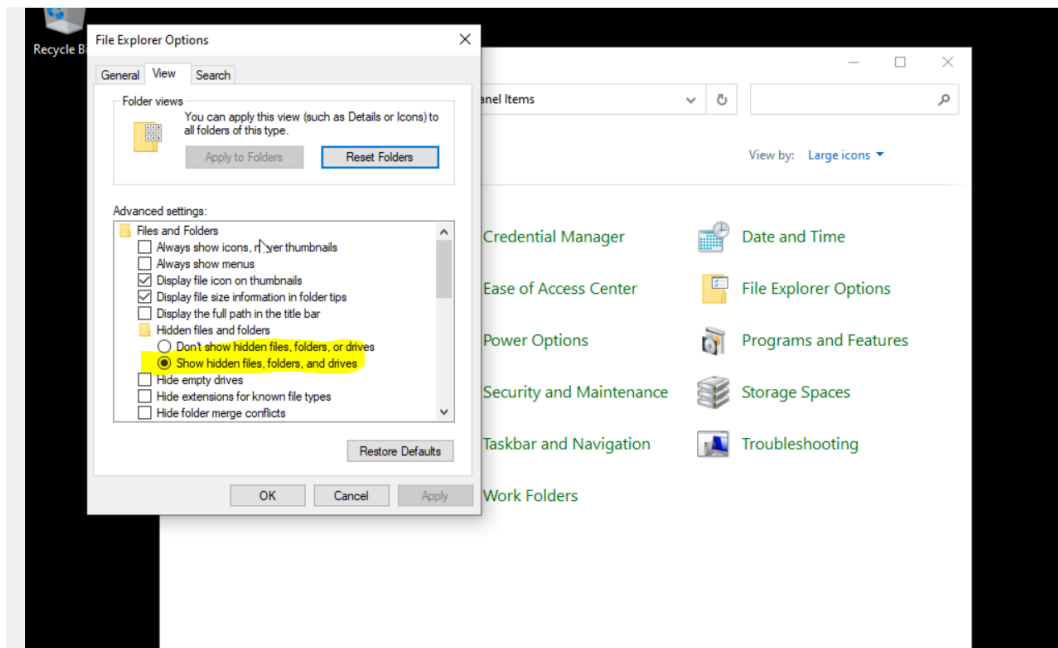 Recycle Bi
File Explorer Options
General View Search
Folder views
You can apply this view (such as Details or Icons) to
all folders of this type.
Apply to Folders Reset Folders
Advanced settings:
Files and Folders
Always show icons, never thumbnails
Always show menus
Display file icon on thumbnails
Display file size information in folder tips
Display the full path in the title bar
Hidden files and folders
Don't show hidden files, folders, or drives
Show hidden files, folders, and drives
Hide empty drives
Hide extensions for known file types
Hide folder merge conflicts
Restore Defaults
OK Cancel Apply
anel Items
View by: Large icons
Credential Manager Date and Time
Ease of Access Center File Explorer Options
Power Options Programs and Features
Security and Maintenance Storage Spaces
Taskbar and Navigation Troubleshooting
Work Folders